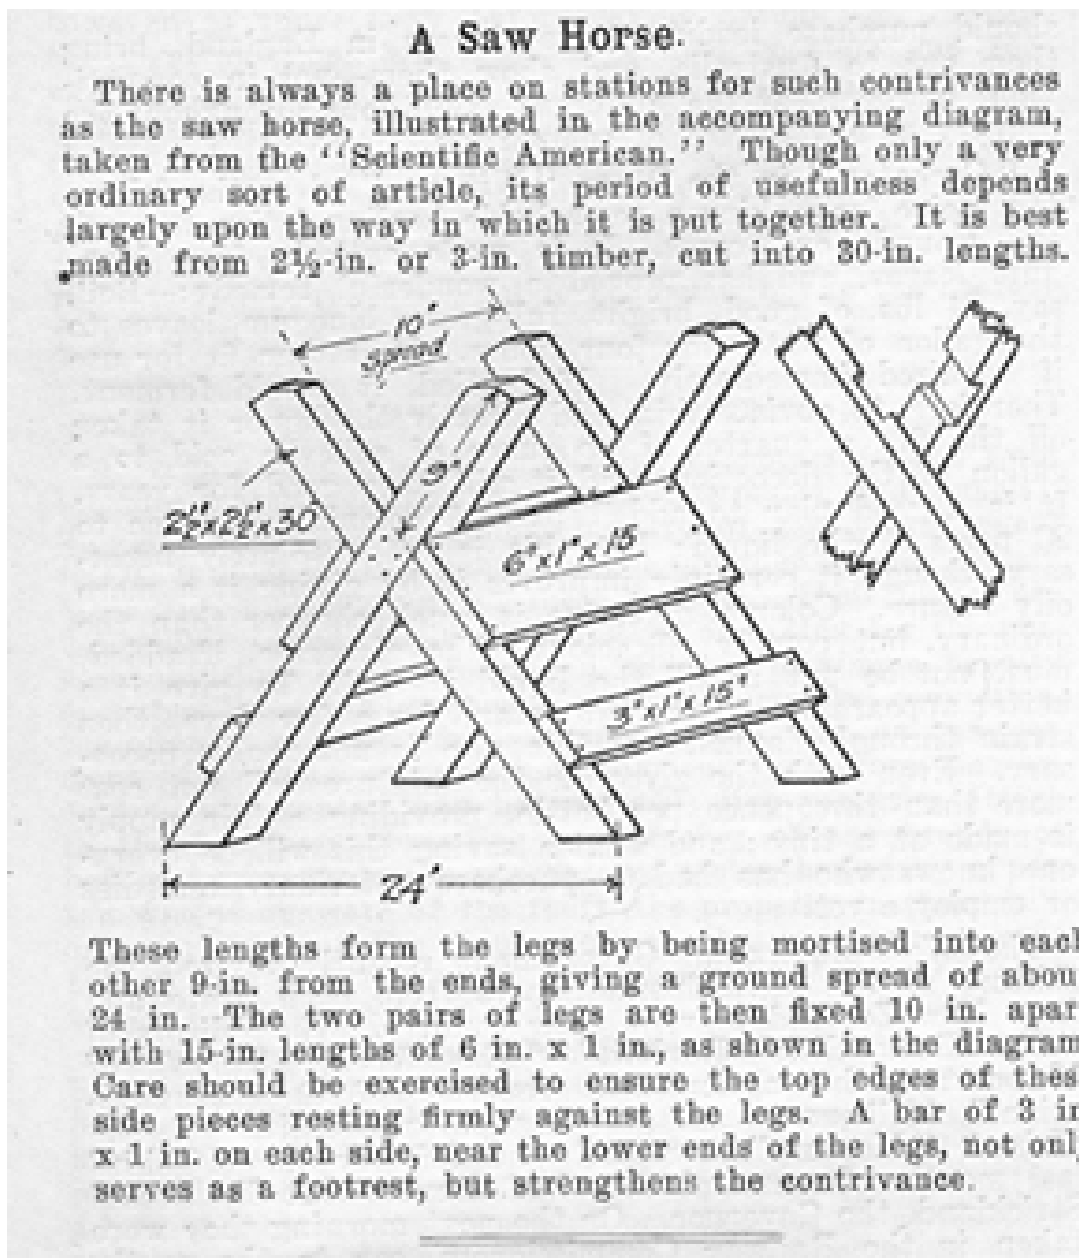 A Saw Horse.
There is always a place on stations for such contrivances
as the saw horse, illustrated in the accompanying diagram,
taken from the ‘‘Scientific American.’’ Though only a very
ordinary sort of article, its period of usefulness depends
largely upon the way in which it is put together. It is best
made from 2½-in. or 3-in. timber, cut into 30-in. lengths.
10"
Spread
9"
2½"x2½"x30
6"x1"x15
3"x1"x15"
24"
These lengths form the legs by being mortised into each
other 9-in. from the ends, giving a ground spread of abou
24 in. The two pairs of legs are then fixed 10 in. apar
with 15-in. lengths of 6 in. x 1 in., as shown in the diagram
Care should be exercised to ensure the top edges of thes
side pieces resting firmly against the legs. A bar of 3 in
x 1 in. on each side, near the lower ends of the legs, not onl
serves as a footrest, but strengthens the contrivance.